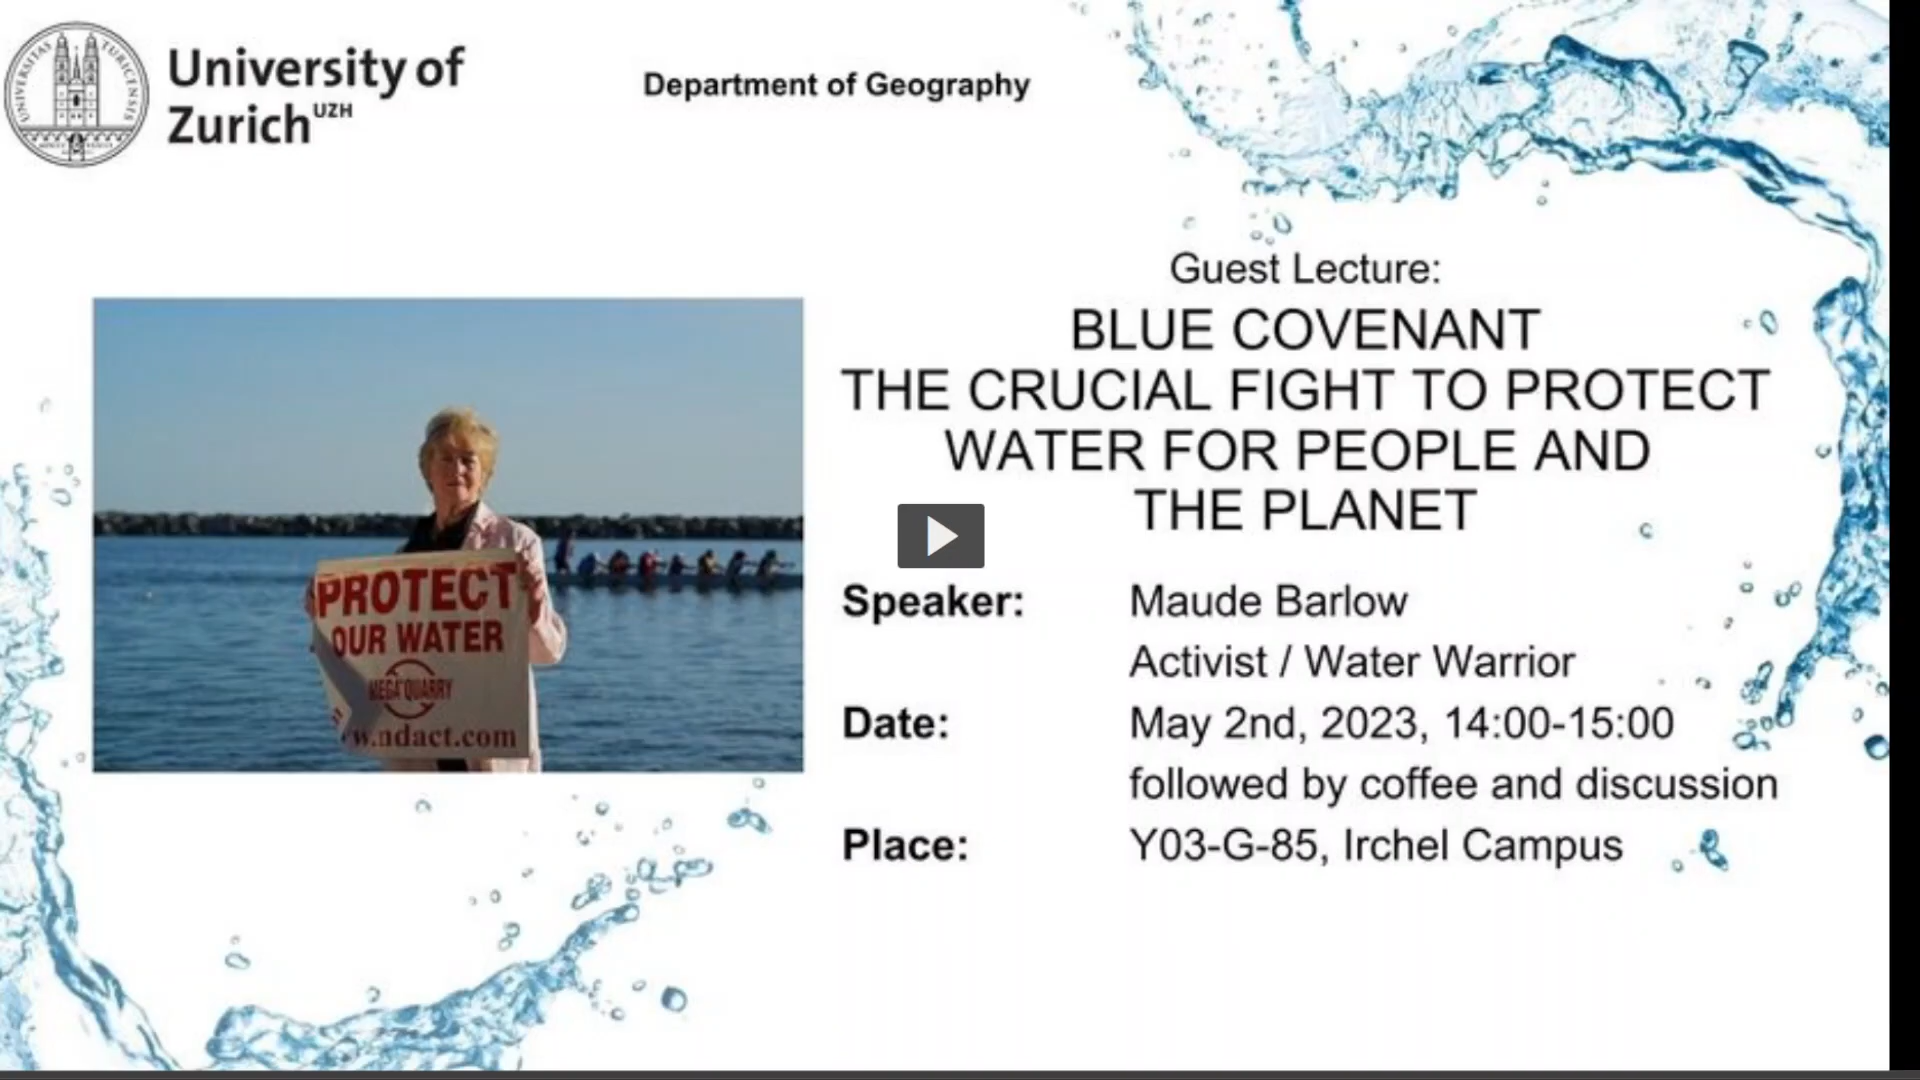 UNIVERSITAS TURICENSIS
University of
Zurich UZH
Department of Geography
Guest Lecture:
BLUE COVENANT
THE CRUCIAL FIGHT TO PROTECT
WATER FOR PEOPLE AND
THE PLANET
PROTECT
OUR WATER
MEGA QUARRY
w.ndact.com
Speaker: Maude Barlow
Activist / Water Warrior
Date: May 2nd, 2023, 14:00-15:00
followed by coffee and discussion
Place: Y03-G-85, Irchel Campus